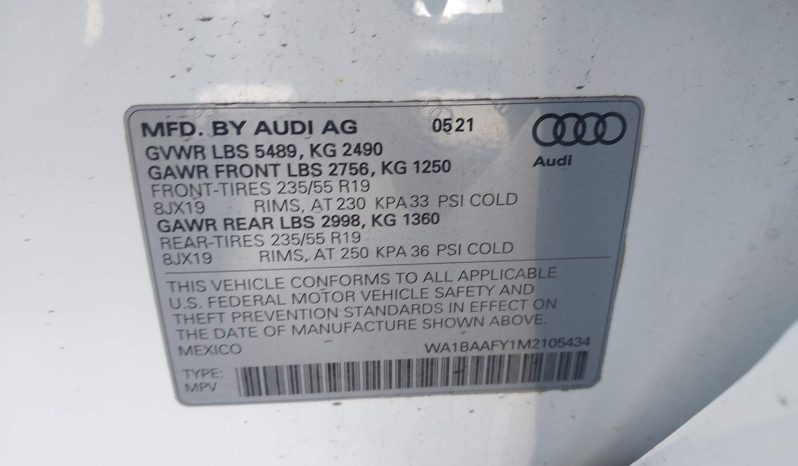 MFD. BY AUDI AG 0521
GVWR LBS 5489, KG 2490
Audi
GAWR FRONT LBS 2756, KG 1250
FRONT-TIRES 235/55 R19
8JX19 RIMS, AT 230 KPA 33 PSI COLD
GAWR REAR LBS 2998, KG 1360
REAR-TIRES 235/55 R19
8JX19 RIMS, AT 250 KPA 36 PSI COLD
THIS VEHICLE CONFORMS TO ALL APPLICABLE
U.S. FEDERAL MOTOR VEHICLE SAFETY AND
THEFT PREVENTION STANDARDS IN EFFECT ON
THE DATE OF MANUFACTURE SHOWN ABOVE.
MEXICO WA1BAAFY1M2105434
TYPE:
MPV